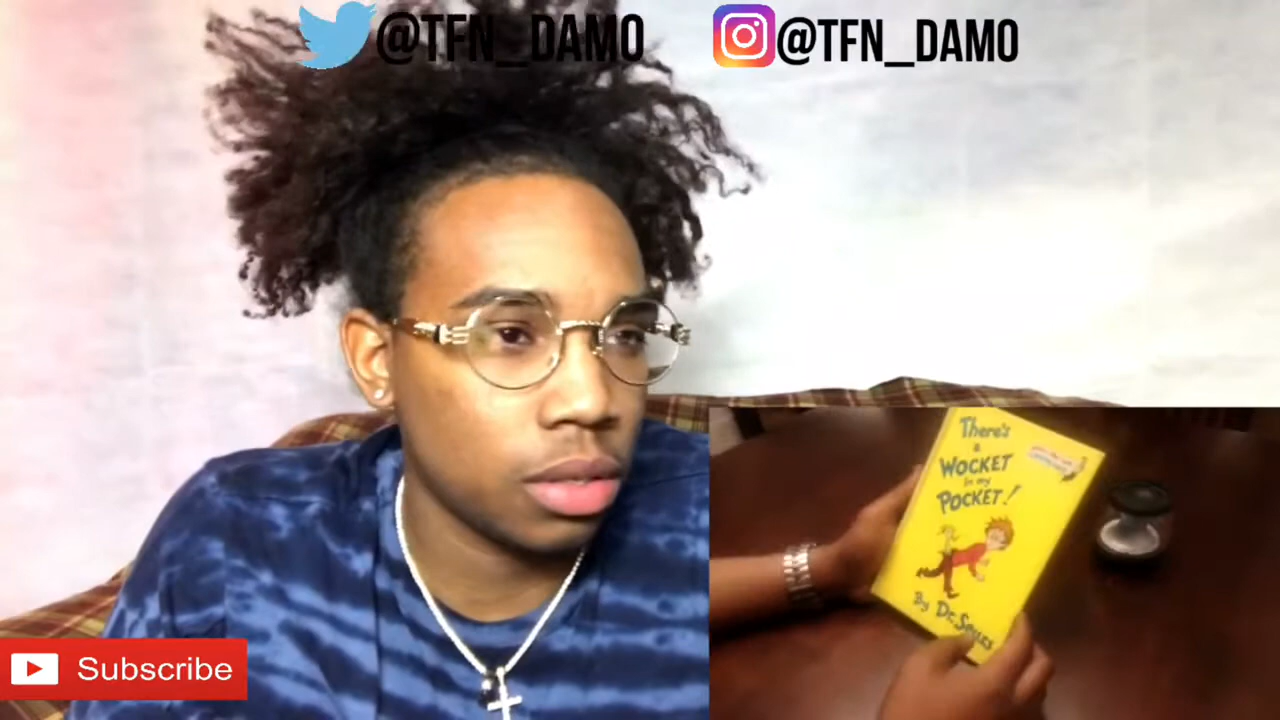 @TFN_DAMO
@TFN_DAMO
There's
a
WOCKET
in my
POCKET!
By Dr. Seuss
Subscribe